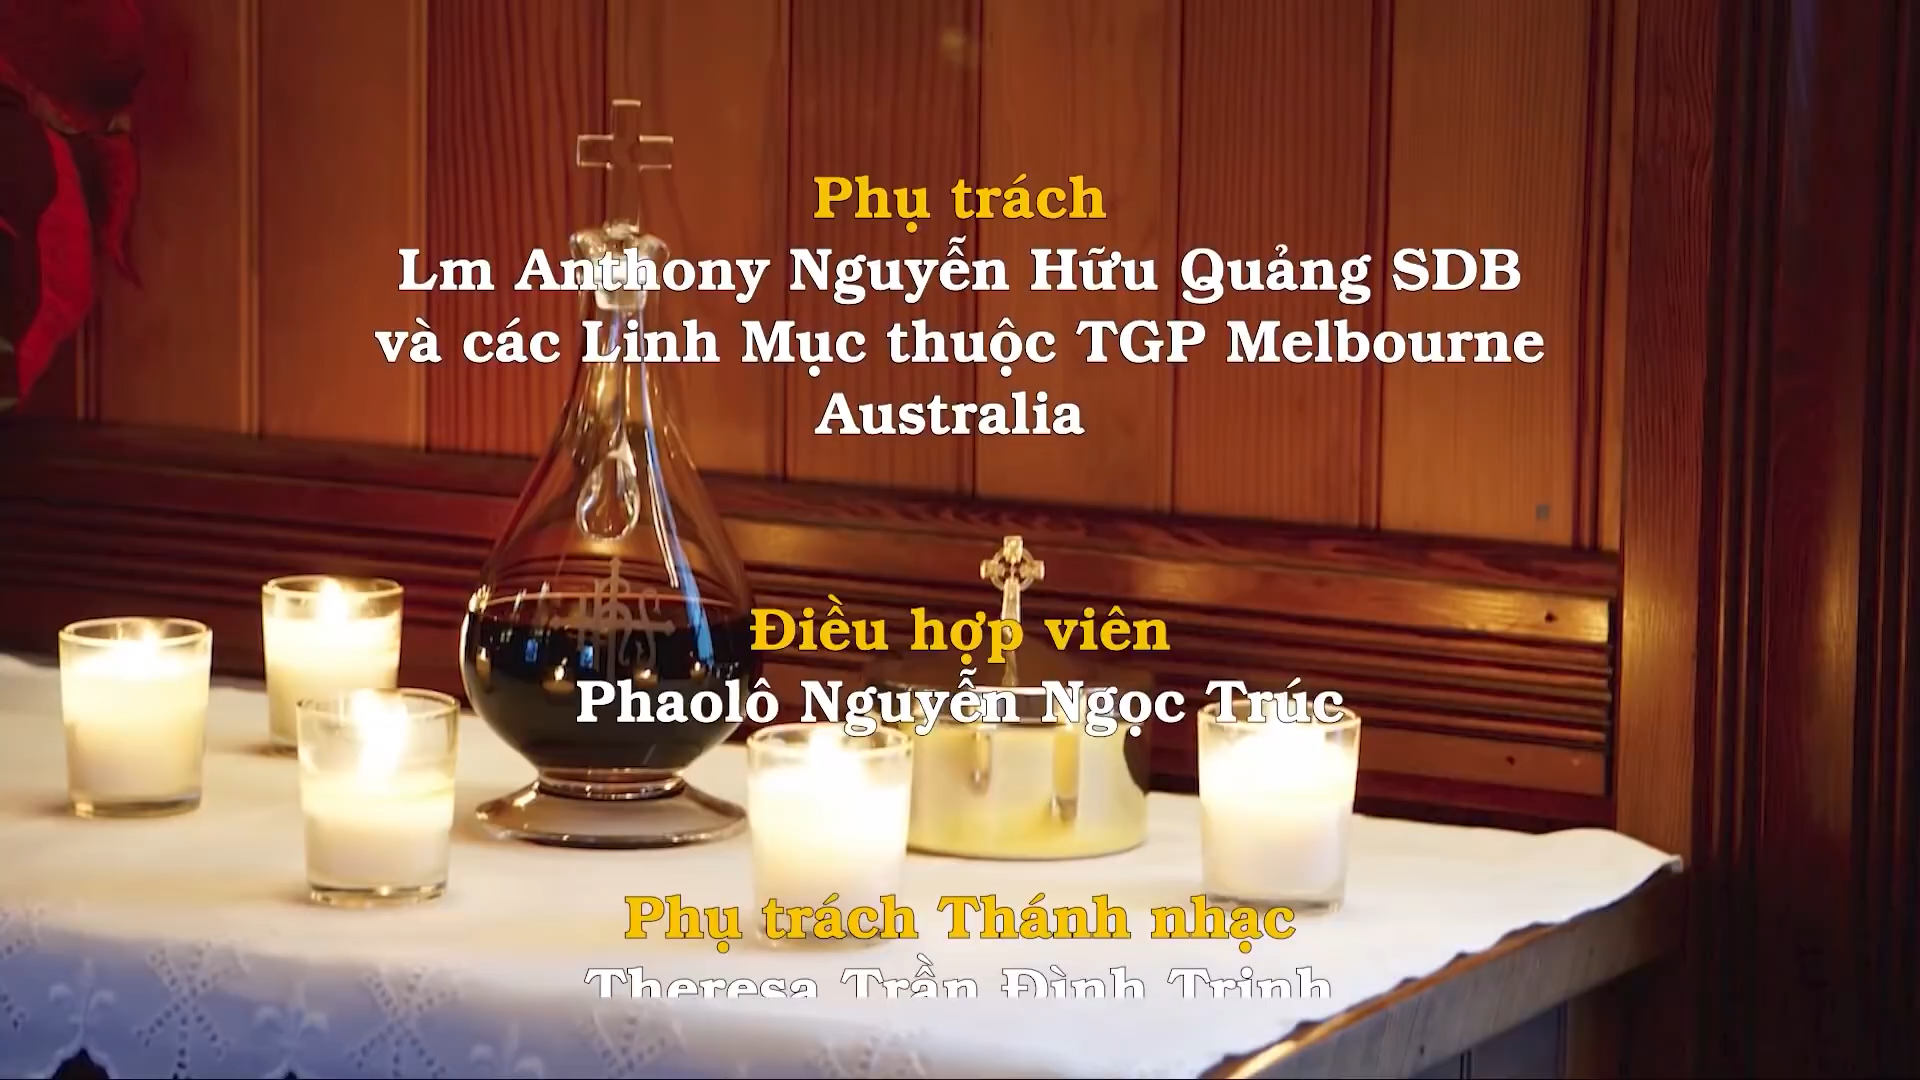 Phụ trách
Lm Anthony Nguyễn Hữu Quảng SDB
và các Linh Mục thuộc TGP Melbourne
Australia
Điều hợp viên
Phaolô Nguyễn Ngọc Trúc
Phụ trách Thánh nhạc
Theresa Trần Đình